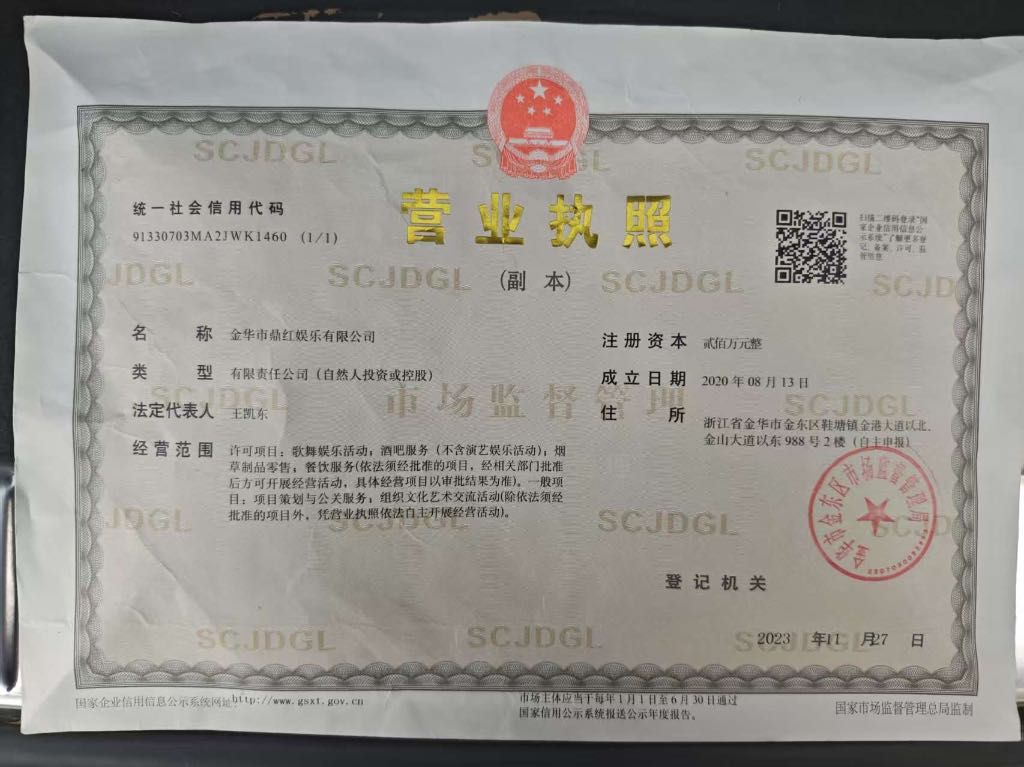 SCJDGL
SCJDGL
统一社会信用代码
91330703MA2JWK1460 (1/1)
营业执照
(副 本)
扫描二维码登录“国
家企业信用信息公
示系统”了解更多登
记、备案、许可、监
管信息
JDGL
SCJDGL
SCJDGL
SCJD
名 称 金华市鼎红娱乐有限公司
类 型 有限责任公司（自然人投资或控股）
法定代表人 王凯东
经营范围 许可项目：歌舞娱乐活动；酒吧服务（不含演艺娱乐活动）；烟
草制品零售；餐饮服务(依法须经批准的项目，经相关部门批准
后方可开展经营活动，具体经营项目以审批结果为准)。一般项
目：项目策划与公关服务；组织文化艺术交流活动(除依法须经
批准的项目外，凭营业执照依法自主开展经营活动)。
注册资本 贰佰万元整
成立日期 2020 年 08 月 13 日
住 所 浙江省金华市金东区鞋塘镇金港大道以北、
金山大道以东 988 号 2 楼（自主申报）
市场监督管理
SCJDGL
SCJDGL
JDGL
SCJDGL
SCJDGL
金华市金东区市场监督管理局
登记机关
2023 年11 月27 日
SCJDGL
SCJDGL
SCJDGL
国家企业信用信息公示系统网址http://www.gsxt.gov.cn
市场主体应当于每年1月1日至6月30日通过
国家信用公示系统报送公示年度报告。
国家市场监督管理总局监制